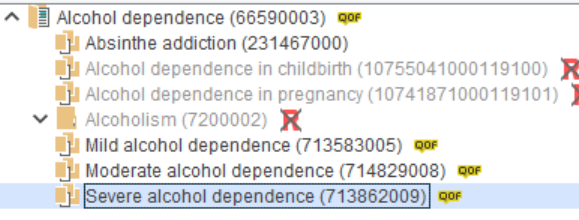 Alcohol dependence (66590003) QOF
Absinthe addiction (231467000)
Alcohol dependence in childbirth (10755041000119100) R
Alcohol dependence in pregnancy (10741871000119101)
Alcoholism (7200002) R
Mild alcohol dependence (713583005) QOF
Moderate alcohol dependence (714829008) QOF
Severe alcohol dependence (713862009) QOF